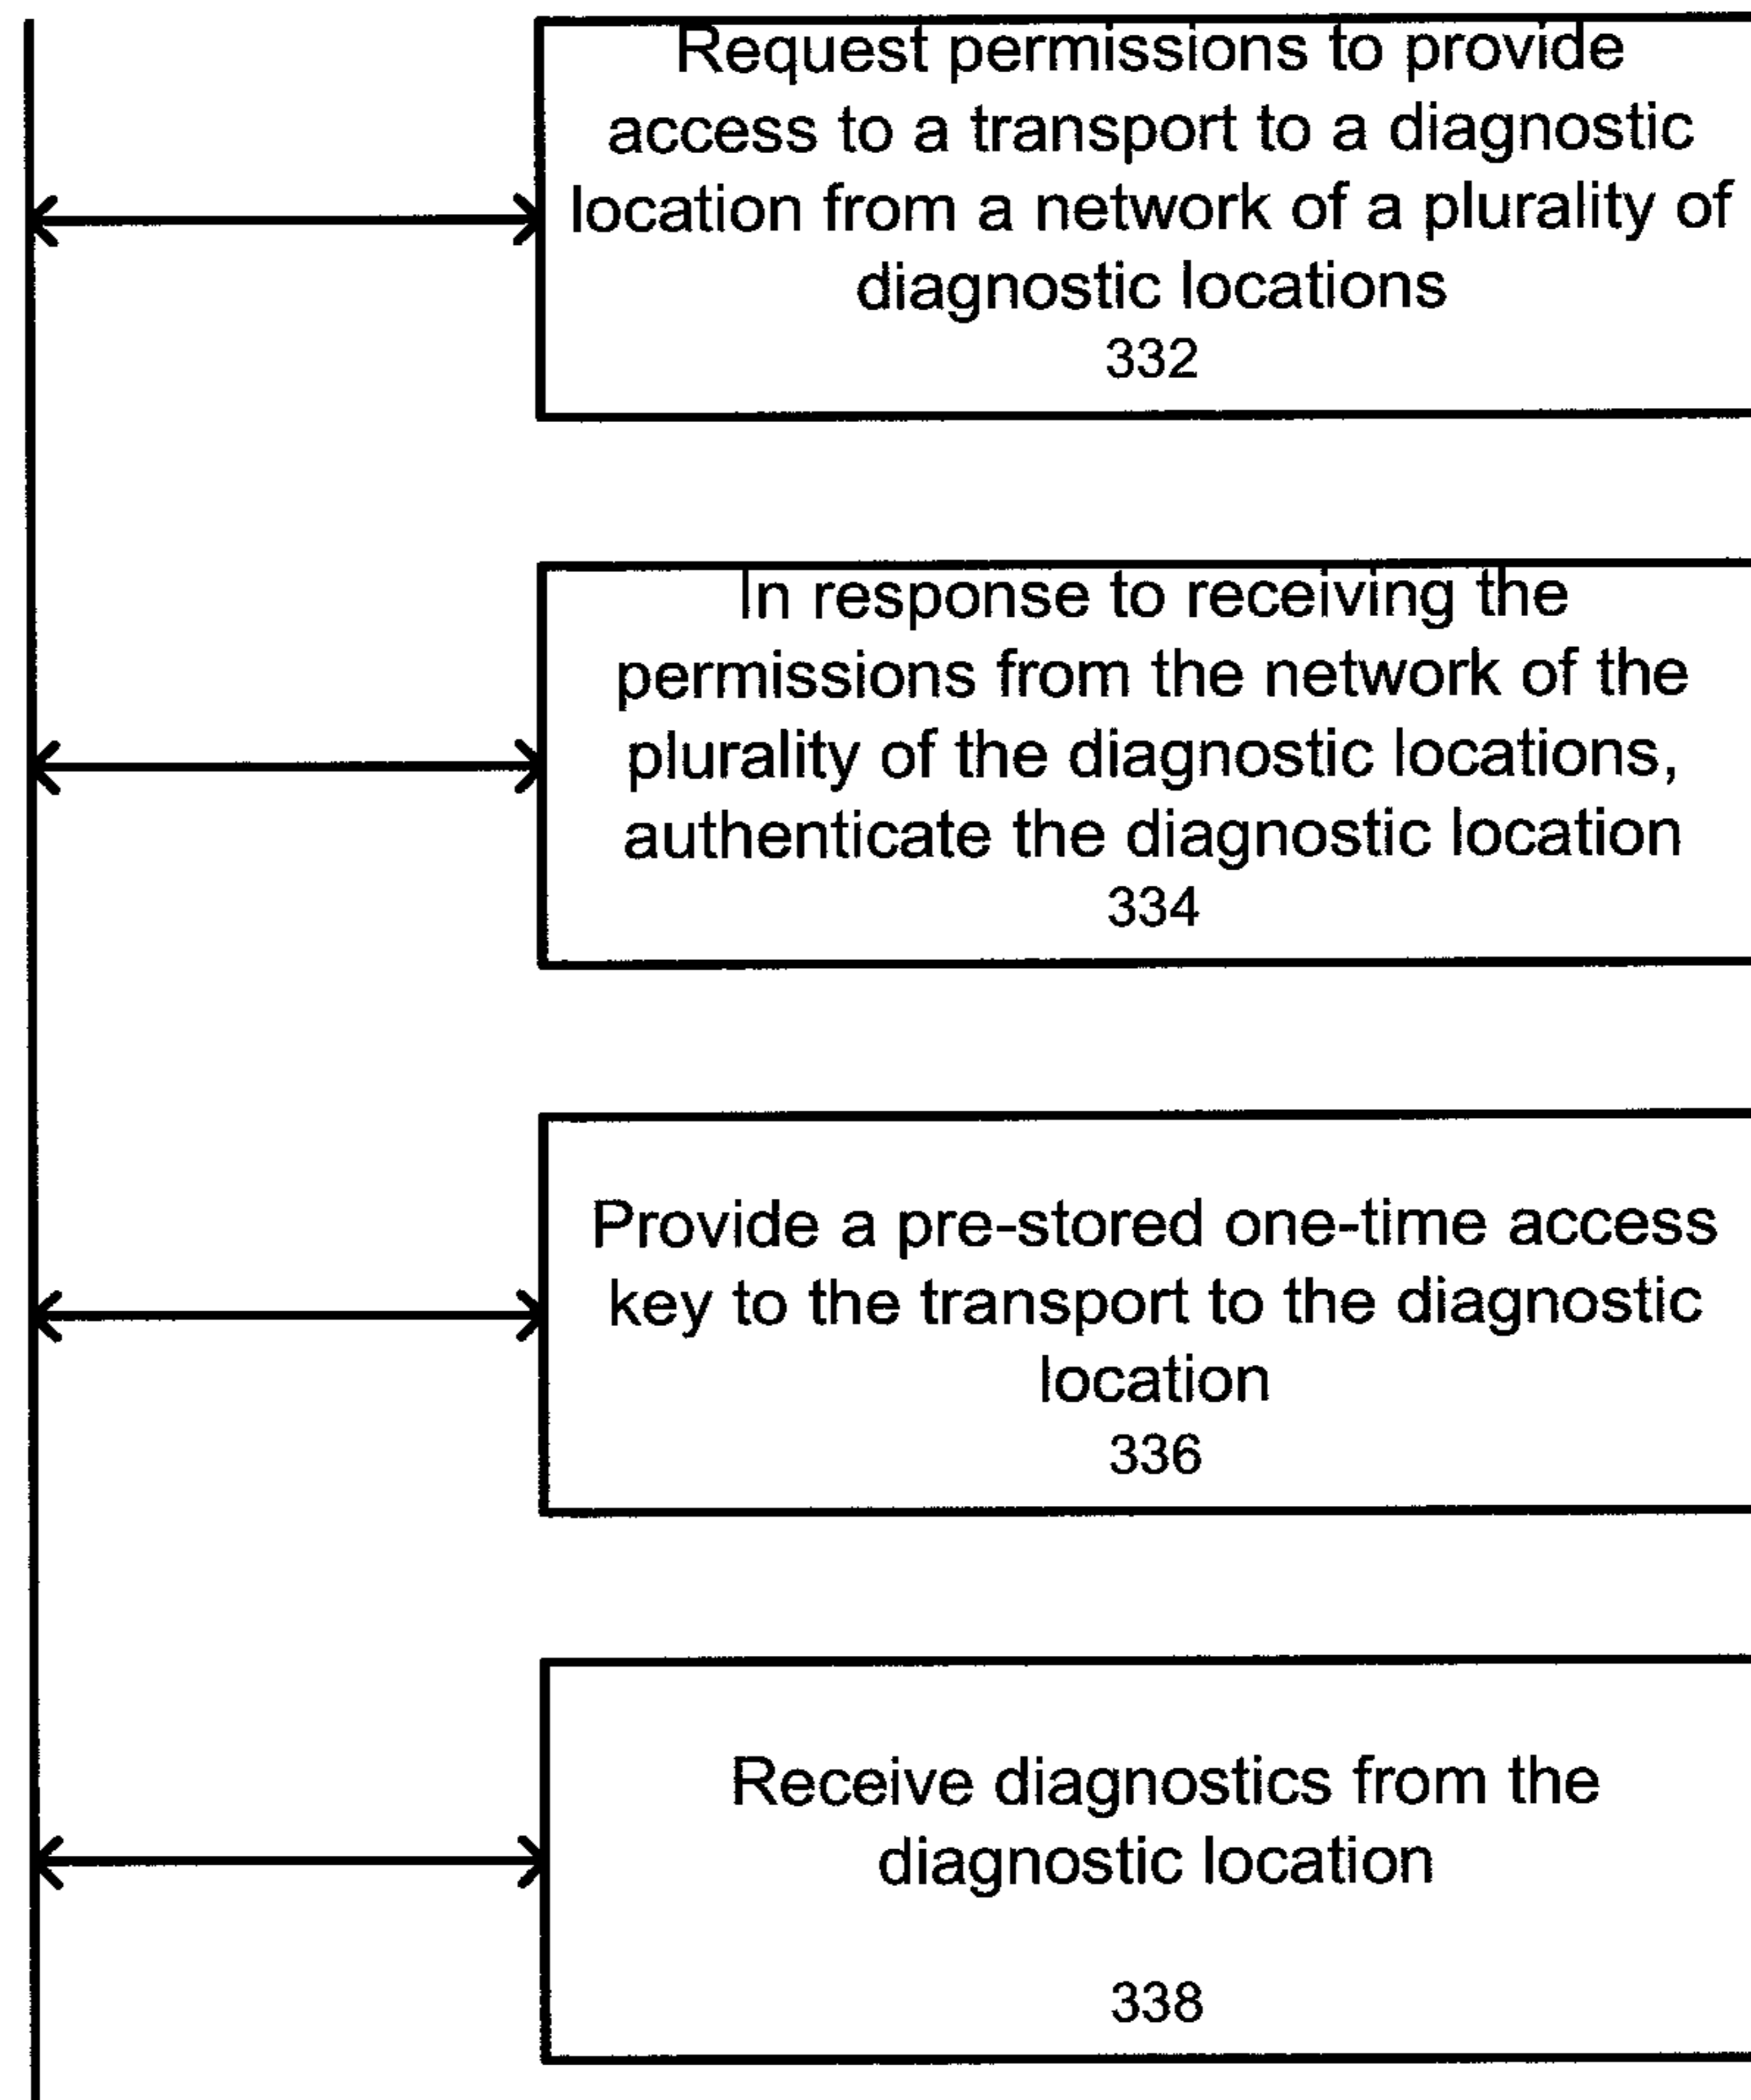 Request permissions to provide
access to a transport to a diagnostic
location from a network of a plurality of
diagnostic locations
332
In response to receiving the
permissions from the network of the
plurality of the diagnostic locations,
authenticate the diagnostic location
334
Provide a pre-stored one-time access
key to the transport to the diagnostic
location
336
Receive diagnostics from the
diagnostic location
338